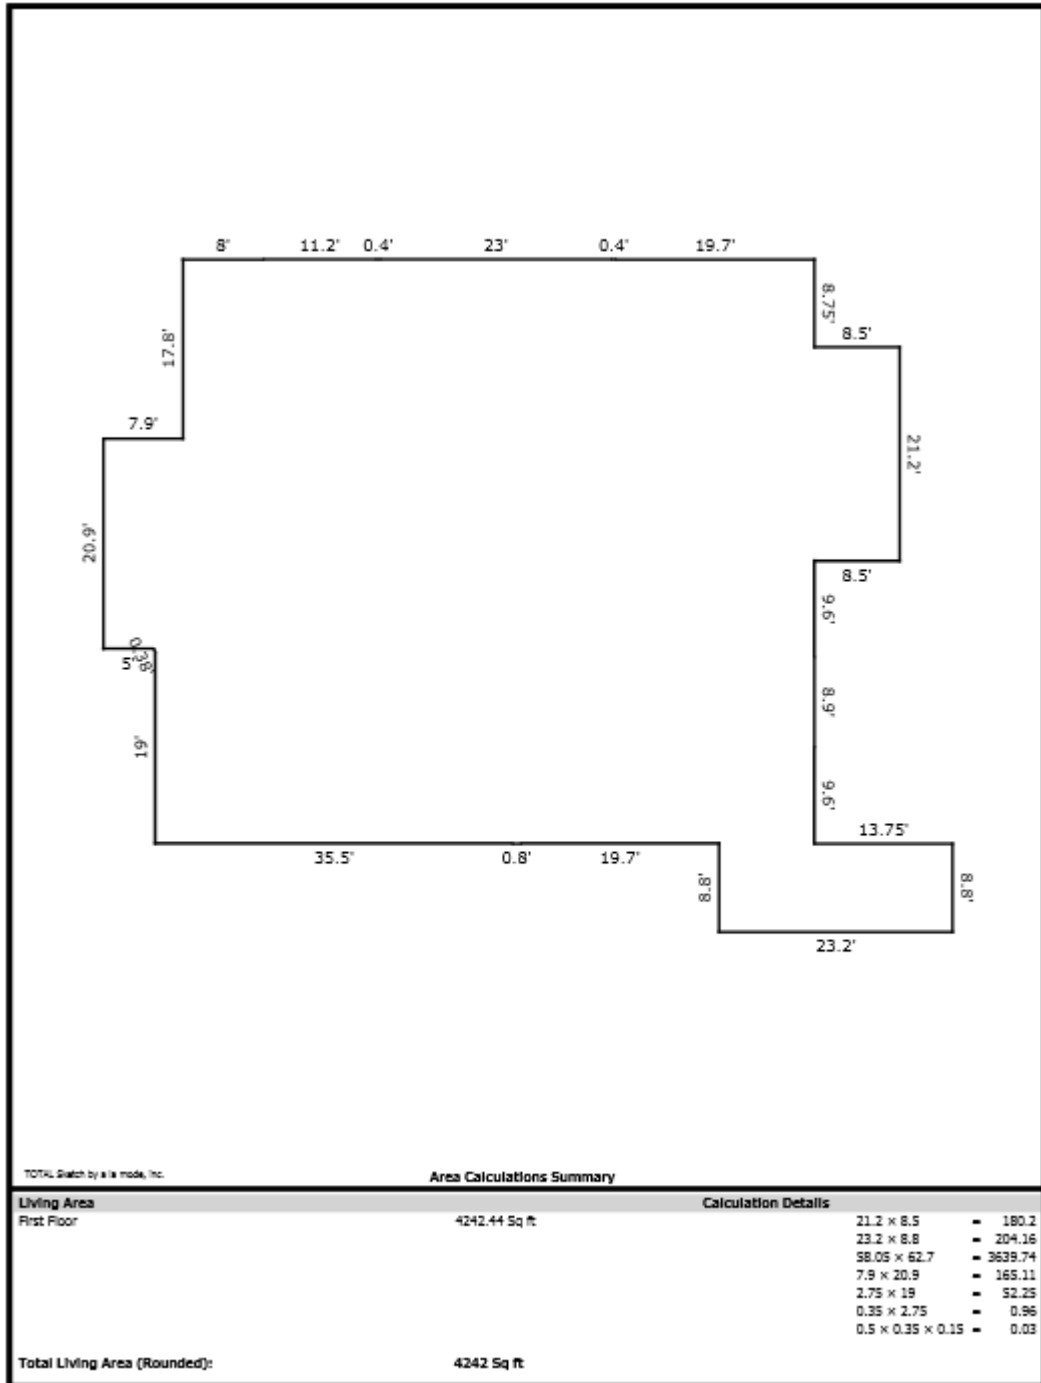 8' 11.2' 0.4' 23' 0.4' 19.7'
8.75'
8.5'
17.8'
7.9'
21.2'
20.9'
8.5'
9.6'
5' 0.38'
8.9'
19'
9.6'
13.75'
35.5' 0.8' 19.7'
8.8'
8.8'
23.2'
TOTAL Sketch by a la mode, inc.
Area Calculations Summary
Living Area Calculation Details
First Floor 4242.44 Sq ft 21.2 × 8.5 = 180.2
23.2 × 8.8 = 204.16
58.05 × 62.7 = 3639.74
7.9 × 20.9 = 165.11
2.75 × 19 = 52.25
0.35 × 2.75 = 0.96
0.5 × 0.35 × 0.15 = 0.03
Total Living Area (Rounded): 4242 Sq ft